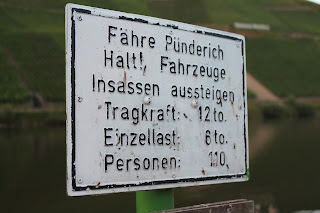 Fähre Pünderich
Halt!, Fahrzeuge
Insassen aussteigen
Tragkraft: 12 to.
Einzellast: 6 to.
Personen: 110